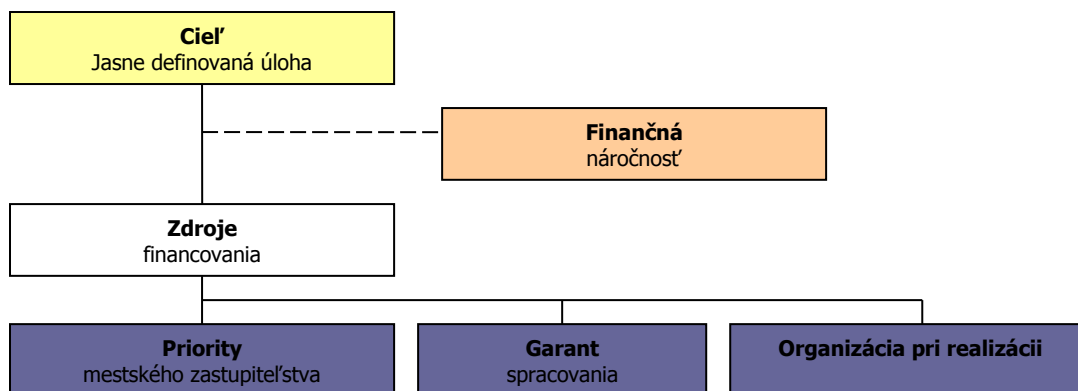 Cieľ
Jasne definovaná úloha
Finančná
náročnosť
Zdroje
financovania
Priority
mestského zastupiteľstva
Garant
spracovania
Organizácia pri realizácii